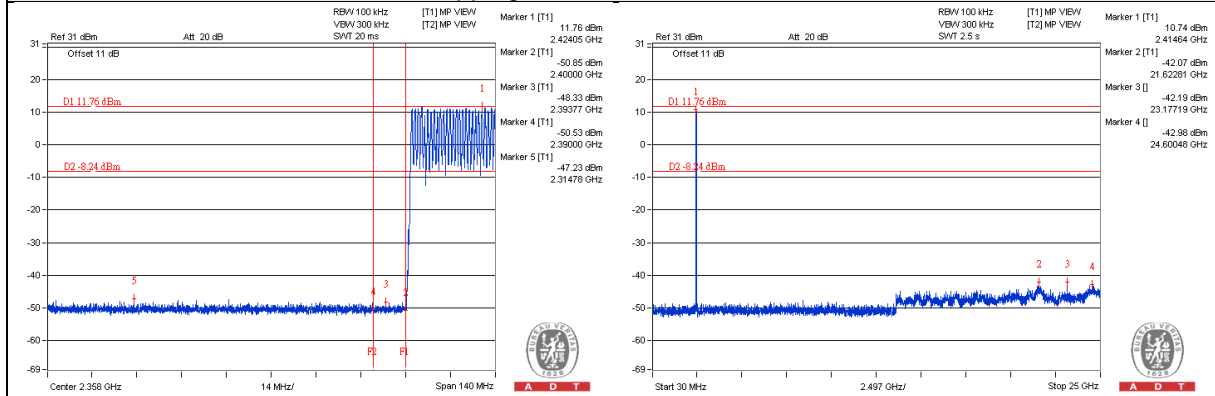 RBW 100 kHz [T1] MP VIEW
VBW 300 kHz [T2] MP VIEW
Ref 31 dBm Att 20 dB SWT 20 ms
Offset 11 dB
31
20
10
0
-10
-20
-30
-40
-50
-60
-69
D1 11.76 dBm
D2 -8.24 dBm
1
5
4
3
2
F2
F1
Center 2.358 GHz 14 MHz/ Span 140 MHz
Marker 1 [T1]
11.76 dBm
2.42405 GHz
Marker 2 [T1]
-50.85 dBm
2.40000 GHz
Marker 3 [T1]
-48.33 dBm
2.39377 GHz
Marker 4 [T1]
-50.53 dBm
2.39000 GHz
Marker 5 [T1]
-47.23 dBm
2.31478 GHz
BUREAU VERITAS
1828
A D T
RBW 100 kHz [T1] MP VIEW
VBW 300 kHz [T2] MP VIEW
Ref 31 dBm Att 20 dB SWT 2.5 s
Offset 11 dB
31
20
10
0
-10
-20
-30
-40
-50
-60
-69
D1 11.76 dBm
D2 -8.24 dBm
1
2
3
4
Start 30 MHz 2.497 GHz/ Stop 25 GHz
Marker 1 [T1]
10.74 dBm
2.41464 GHz
Marker 2 [T1]
-42.07 dBm
21.62281 GHz
Marker 3 []
-42.19 dBm
23.17719 GHz
Marker 4 []
-42.98 dBm
24.60048 GHz
BUREAU VERITAS
1828
A D T